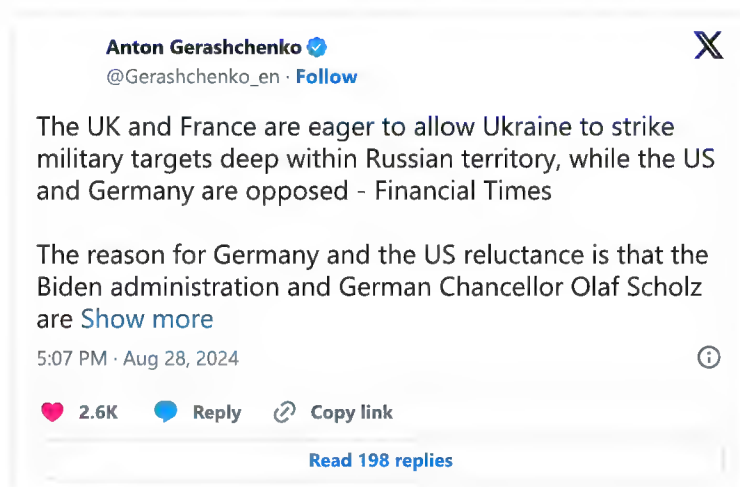 Anton Gerashchenko
@Gerashchenko_en · Follow
The UK and France are eager to allow Ukraine to strike
military targets deep within Russian territory, while the US
and Germany are opposed - Financial Times
The reason for Germany and the US reluctance is that the
Biden administration and German Chancellor Olaf Scholz
are Show more
5:07 PM · Aug 28, 2024
2.6K Reply Copy link
Read 198 replies